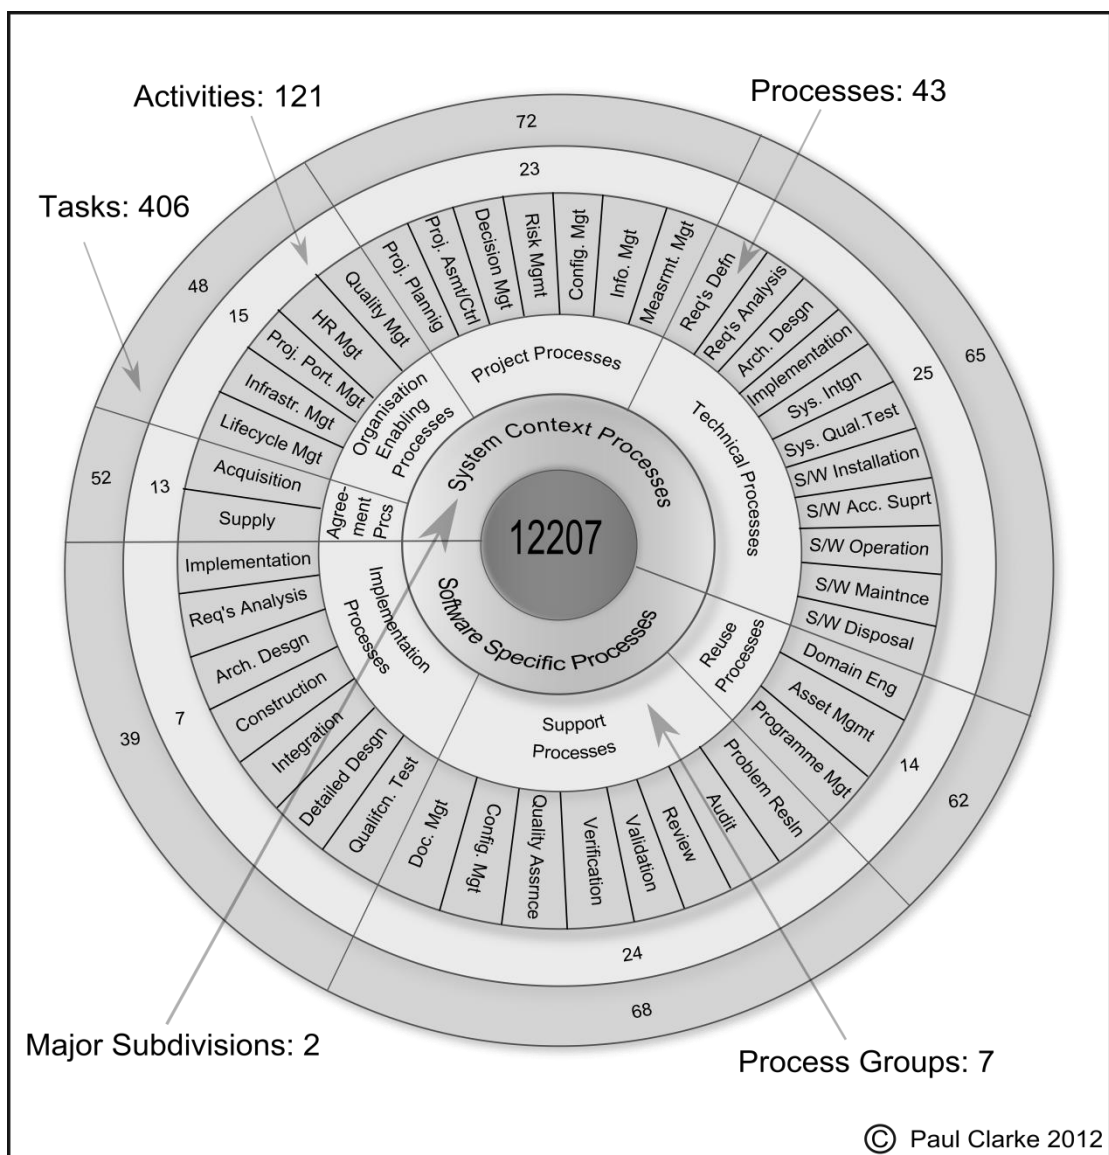 Activities: 121
Processes: 43
Tasks: 406
72
23
48
15
52
13
39
7
24
68
14
62
25
65
Proj. Plannig
Proj. Asmt/Ctrl
Decision Mgt
Risk Mgmt
Config. Mgt
Info. Mgt
Measrmt. Mgt
Req's Defn
Req's Analysis
Arch. Desgn
Implementation
Sys. Intgn
Sys. Qual.Test
S/W Installation
S/W Acc. Suprt
S/W Operation
S/W Maintnce
S/W Disposal
Domain Eng
Asset Mgmt
Programme Mgt
Problem Resln
Audit
Review
Validation
Verification
Quality Assrnce
Config. Mgt
Doc. Mgt
Qualifcn. Test
Detailed Desgn
Integration
Construction
Arch. Desgn
Req's Analysis
Implementation
Supply
Acquisition
Lifecycle Mgt
Infrastr. Mgt
Proj. Port. Mgt
HR Mgt
Quality Mgt
Project Processes
Technical Processes
Reuse
Processes
Support
Processes
Implementation
Processes
Agree-
ment
Prcs
Organisation
Enabling
Processes
System Context Processes
12207
Software Specific Processes
Major Subdivisions: 2
Process Groups: 7
© Paul Clarke 2012